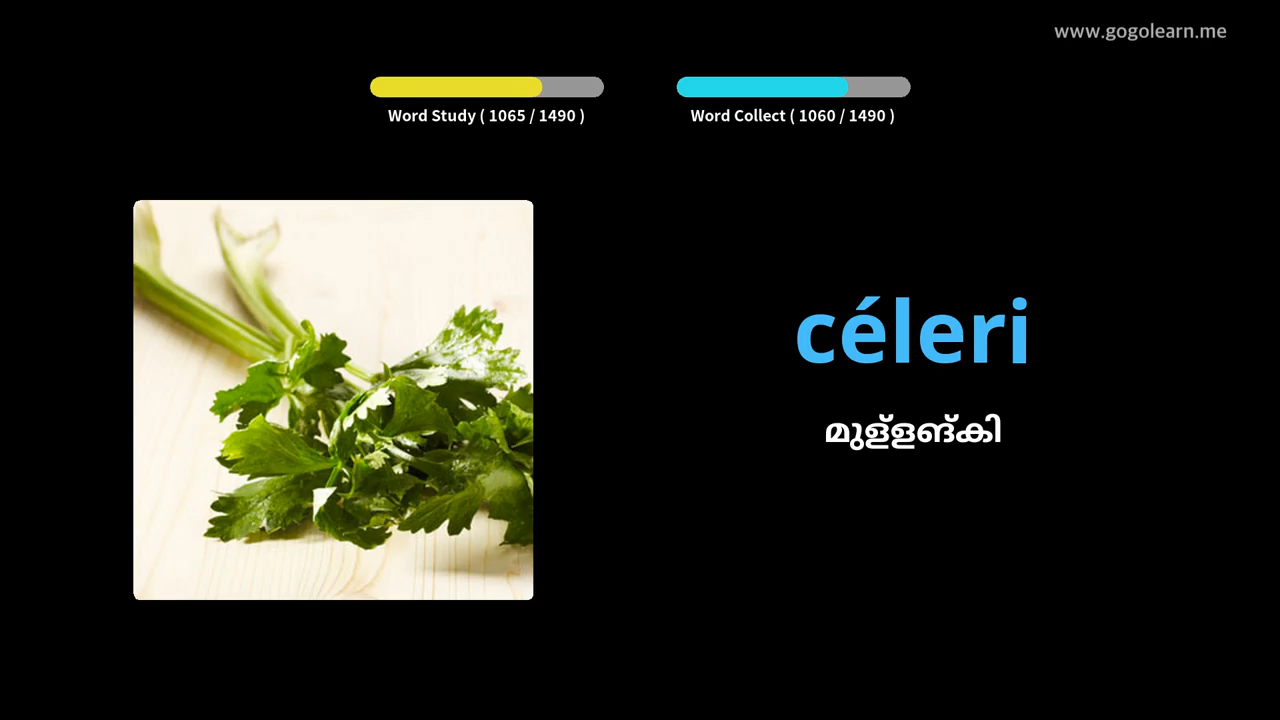 www.gogolearn.me
Word Study ( 1065 / 1490 )
Word Collect ( 1060 / 1490 )
céleri
മുള്ളങ്കി